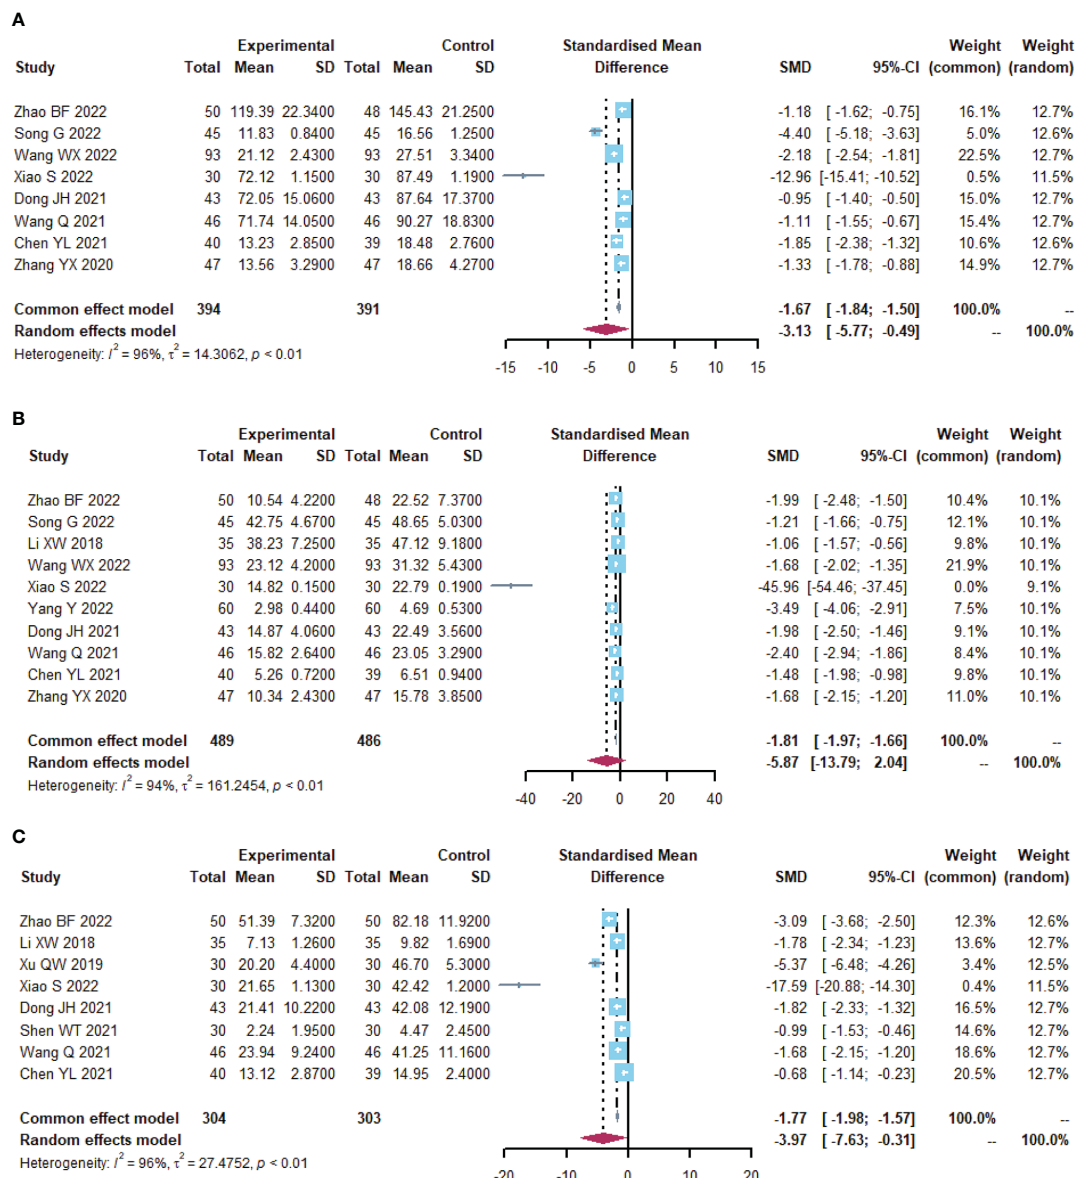 A
Experimental Control Standardised Mean Weight Weight
Study Total Mean SD Total Mean SD Difference SMD 95%-CI (common) (random)
Zhao BF 2022 50 119.39 22.3400 48 145.43 21.2500 -1.18 [ -1.62; -0.75] 16.1% 12.7%
Song G 2022 45 11.83 0.8400 45 16.56 1.2500 -4.40 [ -5.18; -3.63] 5.0% 12.6%
Wang WX 2022 93 21.12 2.4300 93 27.51 3.3400 -2.18 [ -2.54; -1.81] 22.5% 12.7%
Xiao S 2022 30 72.12 1.1500 30 87.49 1.1900 -12.96 [-15.41; -10.52] 0.5% 11.5%
Dong JH 2021 43 72.05 15.0600 43 87.64 17.3700 -0.95 [ -1.40; -0.50] 15.0% 12.7%
Wang Q 2021 46 71.74 14.0500 46 90.27 18.8300 -1.11 [ -1.55; -0.67] 15.4% 12.7%
Chen YL 2021 40 13.23 2.8500 39 18.48 2.7600 -1.85 [ -2.38; -1.32] 10.6% 12.6%
Zhang YX 2020 47 13.56 3.2900 47 18.66 4.2700 -1.33 [ -1.78; -0.88] 14.9% 12.7%
Common effect model 394 391 -1.67 [ -1.84; -1.50] 100.0% --
Random effects model -3.13 [ -5.77; -0.49] -- 100.0%
Heterogeneity: I² = 96%, τ² = 14.3062, p < 0.01
-15 -10 -5 0 5 10 15
B
Experimental Control Standardised Mean Weight Weight
Study Total Mean SD Total Mean SD Difference SMD 95%-CI (common) (random)
Zhao BF 2022 50 10.54 4.2200 48 22.52 7.3700 -1.99 [ -2.48; -1.50] 10.4% 10.1%
Song G 2022 45 42.75 4.6700 45 48.65 5.0300 -1.21 [ -1.66; -0.75] 12.1% 10.1%
Li XW 2018 35 38.23 7.2500 35 47.12 9.1800 -1.06 [ -1.57; -0.56] 9.8% 10.1%
Wang WX 2022 93 23.12 4.2000 93 31.32 5.4300 -1.68 [ -2.02; -1.35] 21.9% 10.1%
Xiao S 2022 30 14.82 0.1500 30 22.79 0.1900 -45.96 [-54.46; -37.45] 0.0% 9.1%
Yang Y 2022 60 2.98 0.4400 60 4.69 0.5300 -3.49 [ -4.06; -2.91] 7.5% 10.1%
Dong JH 2021 43 14.87 4.0600 43 22.49 3.5600 -1.98 [ -2.50; -1.46] 9.1% 10.1%
Wang Q 2021 46 15.82 2.6400 46 23.05 3.2900 -2.40 [ -2.94; -1.86] 8.4% 10.1%
Chen YL 2021 40 5.26 0.7200 39 6.51 0.9400 -1.48 [ -1.98; -0.98] 9.8% 10.1%
Zhang YX 2020 47 10.34 2.4300 47 15.78 3.8500 -1.68 [ -2.15; -1.20] 11.0% 10.1%
Common effect model 489 486 -1.81 [ -1.97; -1.66] 100.0% --
Random effects model -5.87 [-13.79; 2.04] -- 100.0%
Heterogeneity: I² = 94%, τ² = 161.2454, p < 0.01
-40 -20 0 20 40
C
Experimental Control Standardised Mean Weight Weight
Study Total Mean SD Total Mean SD Difference SMD 95%-CI (common) (random)
Zhao BF 2022 50 51.39 7.3200 50 82.18 11.9200 -3.09 [ -3.68; -2.50] 12.3% 12.6%
Li XW 2018 35 7.13 1.2600 35 9.82 1.6900 -1.78 [ -2.34; -1.23] 13.6% 12.7%
Xu QW 2019 30 20.20 4.4000 30 46.70 5.3000 -5.37 [ -6.48; -4.26] 3.4% 12.5%
Xiao S 2022 30 21.65 1.1300 30 42.42 1.2000 -17.59 [-20.88; -14.30] 0.4% 11.5%
Dong JH 2021 43 21.41 10.2200 43 42.08 12.1900 -1.82 [ -2.33; -1.32] 16.5% 12.7%
Shen WT 2021 30 2.24 1.9500 30 4.47 2.4500 -0.99 [ -1.53; -0.46] 14.6% 12.7%
Wang Q 2021 46 23.94 9.2400 46 41.25 11.1600 -1.68 [ -2.15; -1.20] 18.6% 12.7%
Chen YL 2021 40 13.12 2.8700 39 14.95 2.4000 -0.68 [ -1.14; -0.23] 20.5% 12.7%
Common effect model 304 303 -1.77 [ -1.98; -1.57] 100.0% --
Random effects model -3.97 [ -7.63; -0.31] -- 100.0%
Heterogeneity: I² = 96%, τ² = 27.4752, p < 0.01
-20 -10 0 10 20